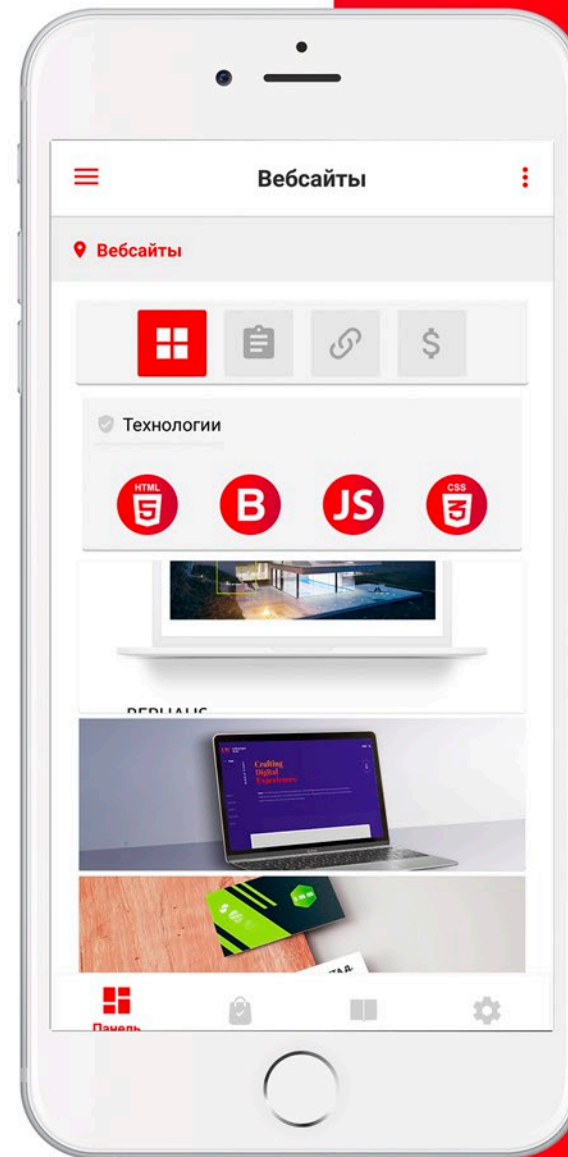 Вебсайты
Вебсайты
$
Технологии
HTML
5
B
JS
CSS
3
Crafting
Digital
Experiences
Панель